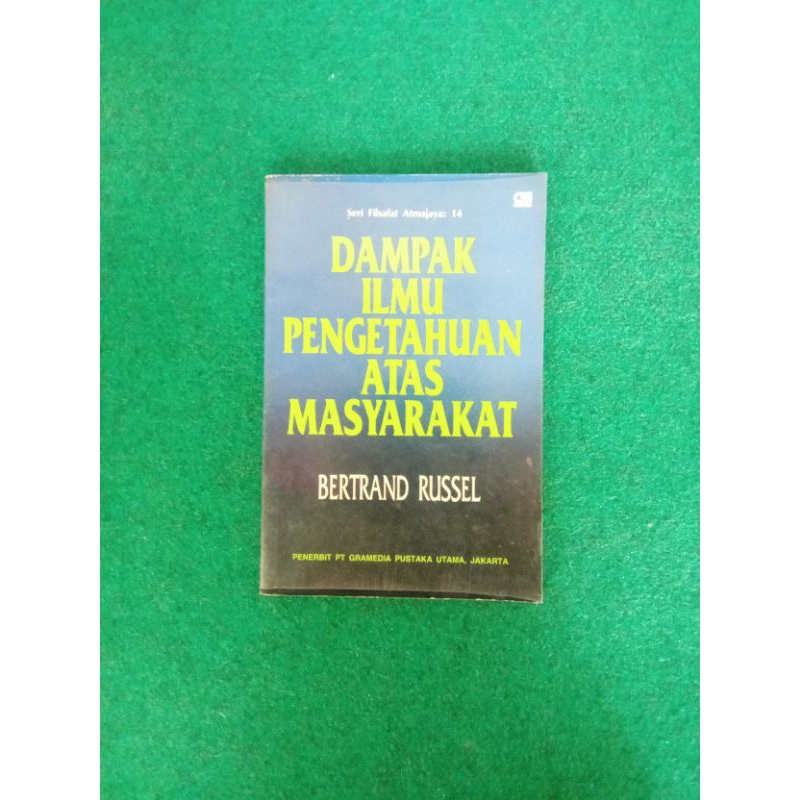 Seri Filsafat Atmajaya: 14
DAMPAK
ILMU
PENGETAHUAN
ATAS
MASYARAKAT
BERTRAND RUSSEL
PENERBIT PT GRAMEDIA PUSTAKA UTAMA, JAKARTA